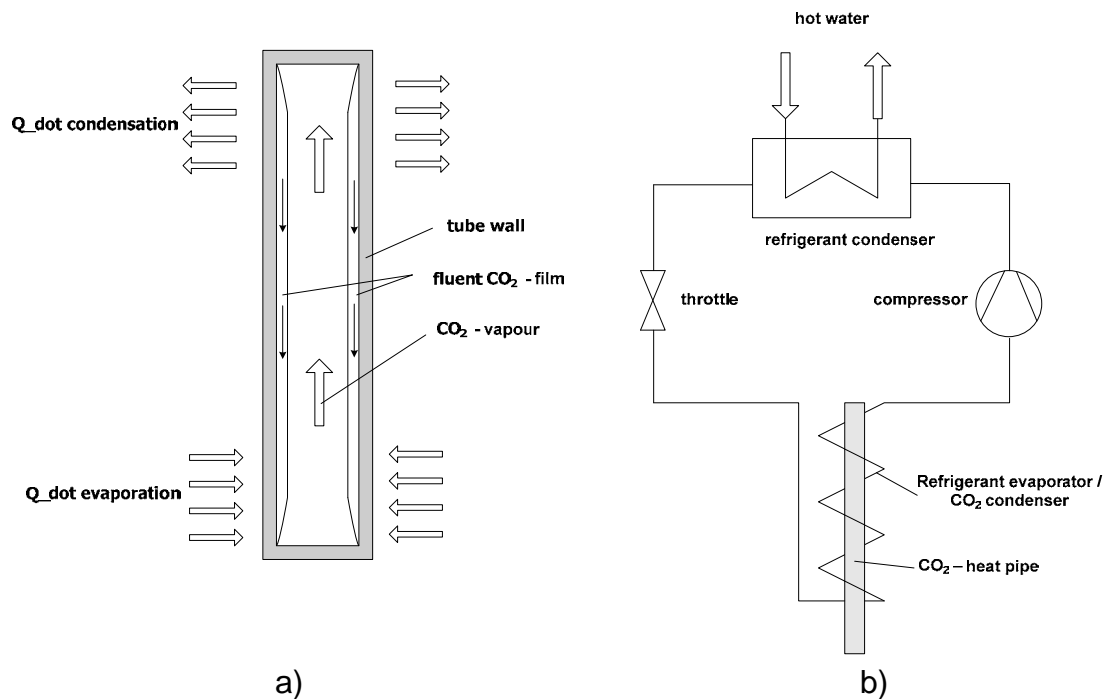 Q_dot condensation
tube wall
fluent CO₂ - film
CO₂ - vapour
Q_dot evaporation
a)
hot water
refrigerant condenser
throttle
compressor
Refrigerant evaporator /
CO₂ condenser
CO₂ – heat pipe
b)